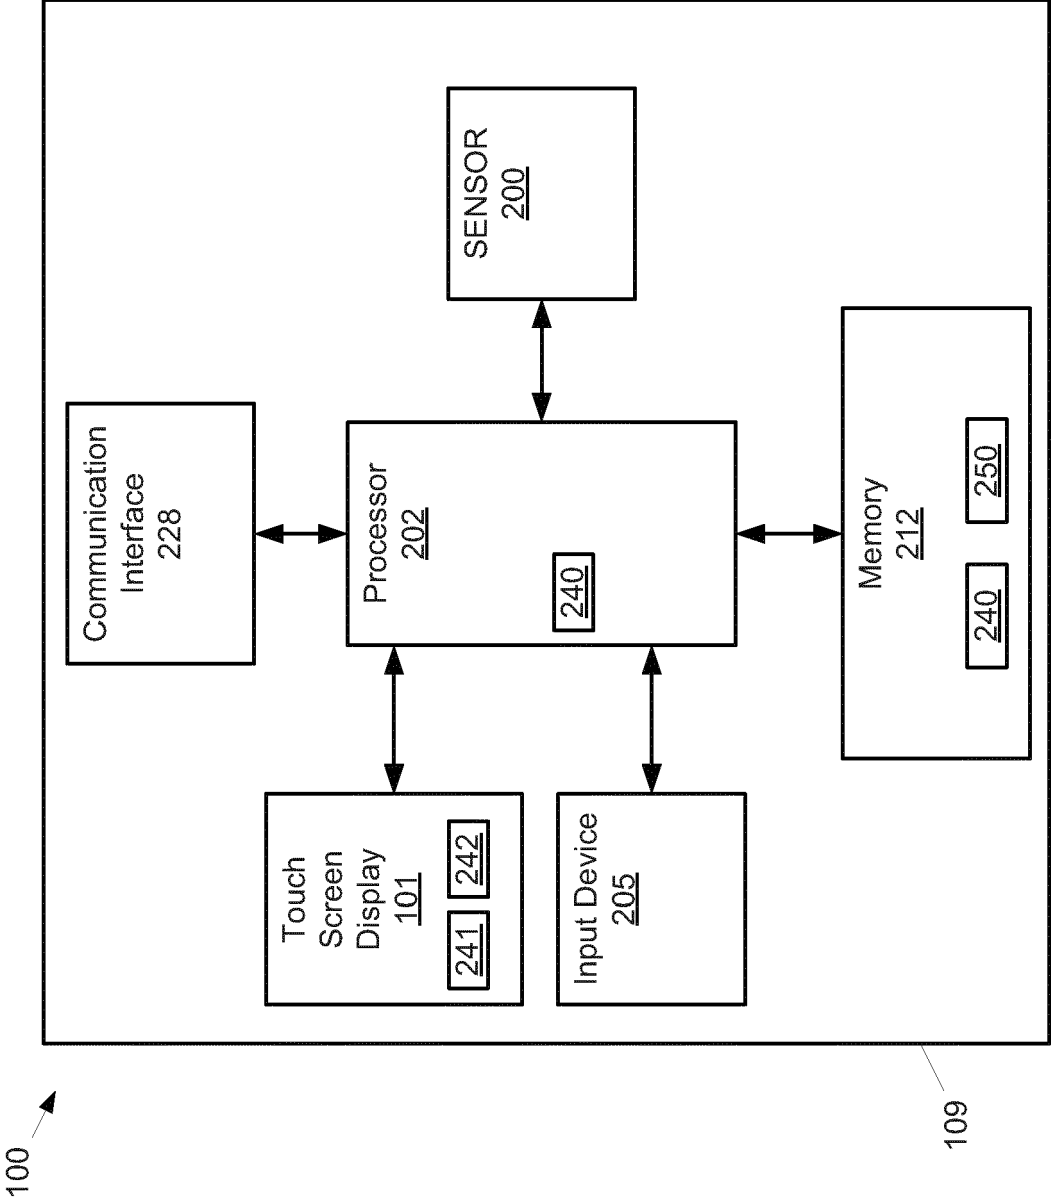 100
109
Communication
Interface
228
Touch
Screen
Display
101
241
242
Processor
202
240
SENSOR
200
Input Device
205
Memory
212
240
250